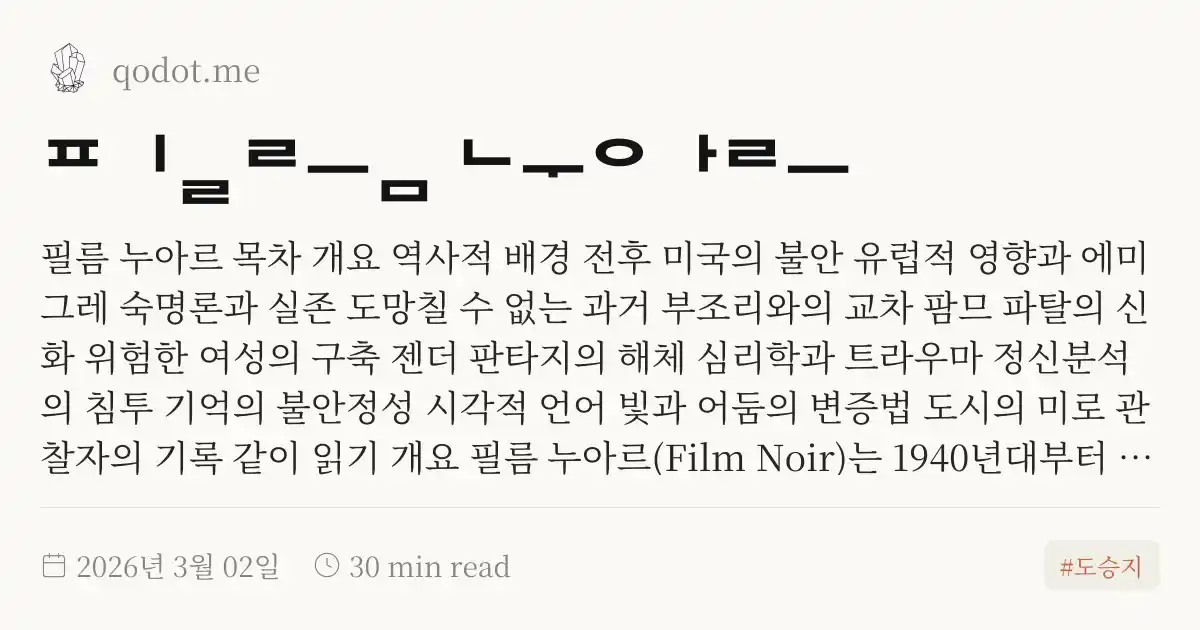 qodot.me
필름 누아르
필름 누아르 목차 개요 역사적 배경 전후 미국의 불안 유럽적 영향과 에미
그레 숙명론과 실존 도망칠 수 없는 과거 부조리와의 교차 팜므 파탈의 신
화 위험한 여성의 구축 젠더 판타지의 해체 심리학과 트라우마 정신분석
의 침투 기억의 불안정성 시각적 언어 빛과 어둠의 변증법 도시의 미로 관
찰자의 기록 같이 읽기 개요 필름 누아르(Film Noir)는 1940년대부터 …
2026년 3월 02일
30 min read
#도승지